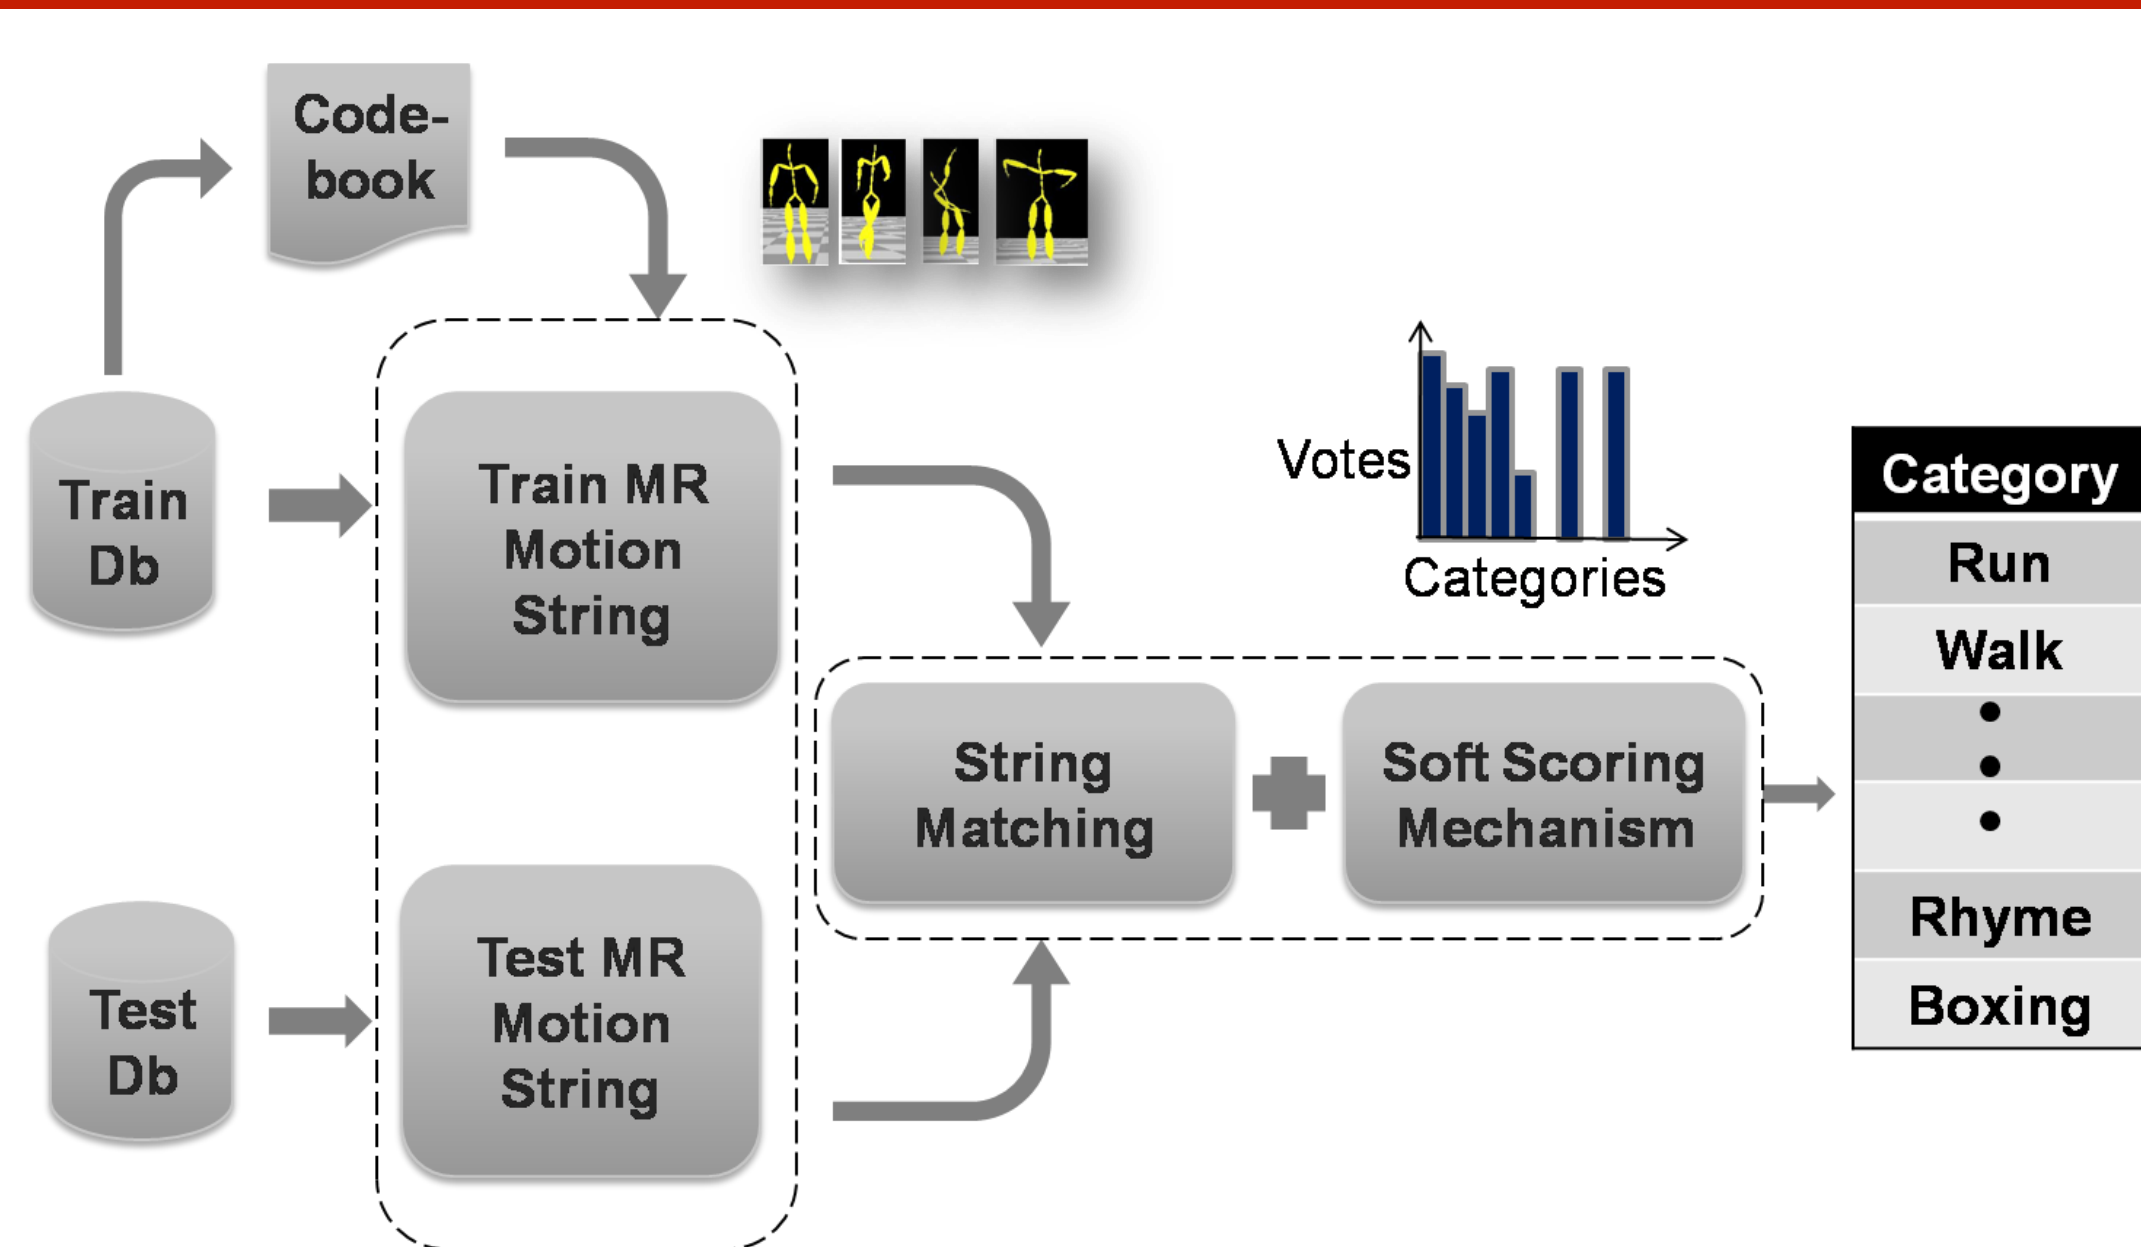 Code-
book
Train
Db
Train MR
Motion
String
Votes
Categories
String
Matching
Soft Scoring
Mechanism
Test
Db
Test MR
Motion
String
Category
Run
Walk
Rhyme
Boxing